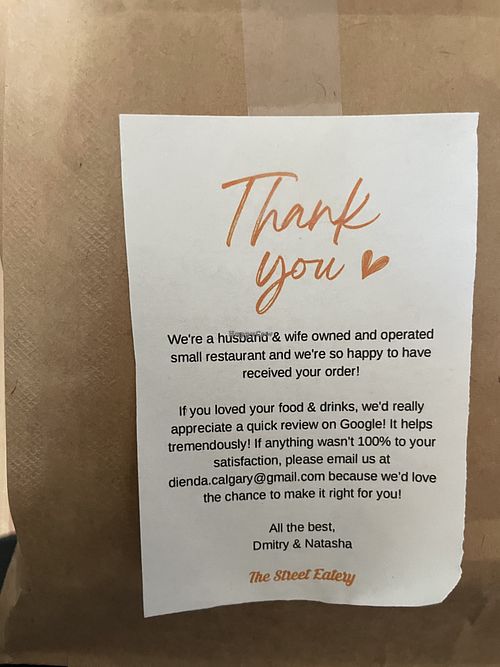 Thank
you
We're a husband & wife owned and operated
small restaurant and we're so happy to have
received your order!
If you loved your food & drinks, we'd really
appreciate a quick review on Google! It helps
tremendously! If anything wasn't 100% to your
satisfaction, please email us at
dienda.calgary@gmail.com because we'd love
the chance to make it right for you!
All the best,
Dmitry & Natasha
The Street Eatery